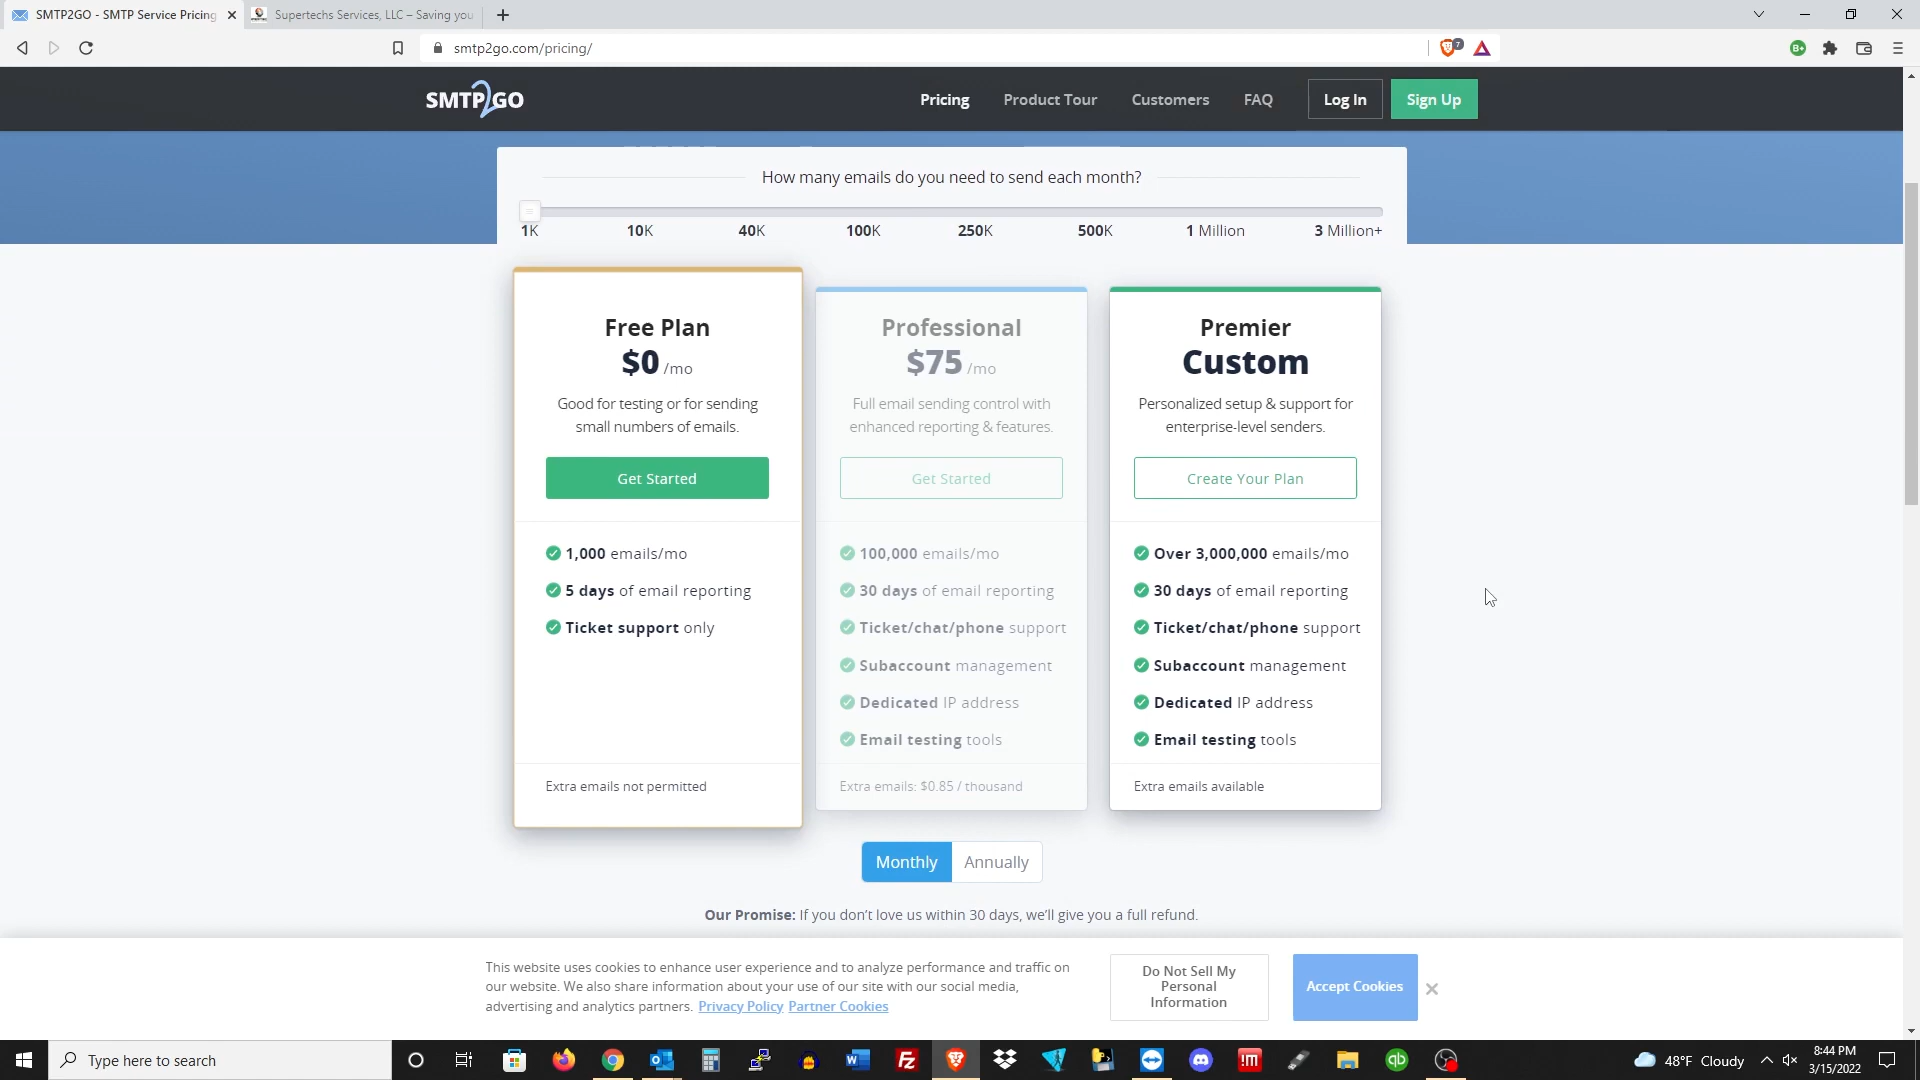 SMTP2GO - SMTP Service Pricing
Supertechs Services, LLC – Saving you
smtp2go.com/pricing/
7
B+
SMTP2GO
Pricing
Product Tour
Customers
FAQ
Log In
Sign Up
How many emails do you need to send each month?
1K
10K
40K
100K
250K
500K
1 Million
3 Million+
Free Plan
$0 /mo
Good for testing or for sending
small numbers of emails.
Get Started
1,000 emails/mo
5 days of email reporting
Ticket support only
Extra emails not permitted
Professional
$75 /mo
Full email sending control with
enhanced reporting & features.
Get Started
100,000 emails/mo
30 days of email reporting
Ticket/chat/phone support
Subaccount management
Dedicated IP address
Email testing tools
Extra emails: $0.85 / thousand
Premier
Custom
Personalized setup & support for
enterprise-level senders.
Create Your Plan
Over 3,000,000 emails/mo
30 days of email reporting
Ticket/chat/phone support
Subaccount management
Dedicated IP address
Email testing tools
Extra emails available
Monthly
Annually
Our Promise: If you don’t love us within 30 days, we’ll give you a full refund.
This website uses cookies to enhance user experience and to analyze performance and traffic on
our website. We also share information about your use of our site with our social media,
advertising and analytics partners. Privacy Policy Partner Cookies
Do Not Sell My
Personal
Information
Accept Cookies
Type here to search
W
Fz
!M
qb
48°F Cloudy
8:44 PM
3/15/2022